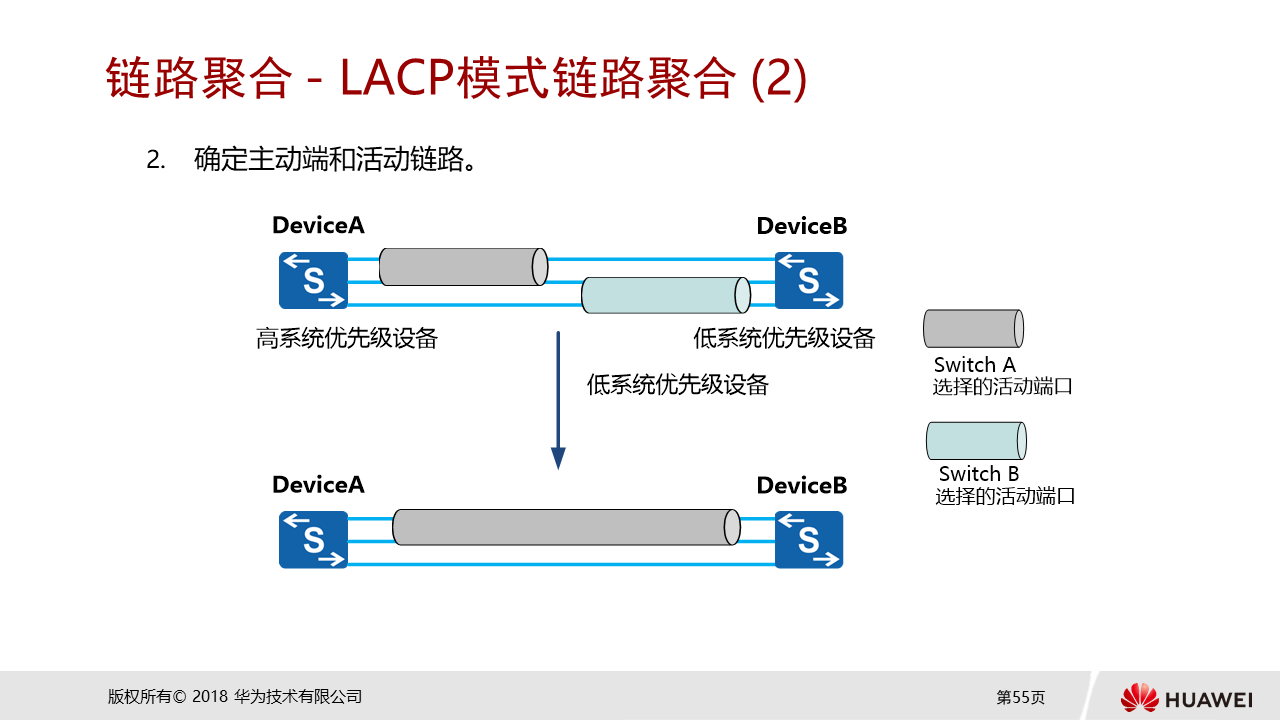 链路聚合 - LACP模式链路聚合 (2)
2. 确定主动端和活动链路。
DeviceA
DeviceB
S
S
高系统优先级设备
低系统优先级设备
低系统优先级设备
Switch A
选择的活动端口
Switch B
选择的活动端口
DeviceA
DeviceB
S
S
版权所有© 2018 华为技术有限公司
第55页
HUAWEI